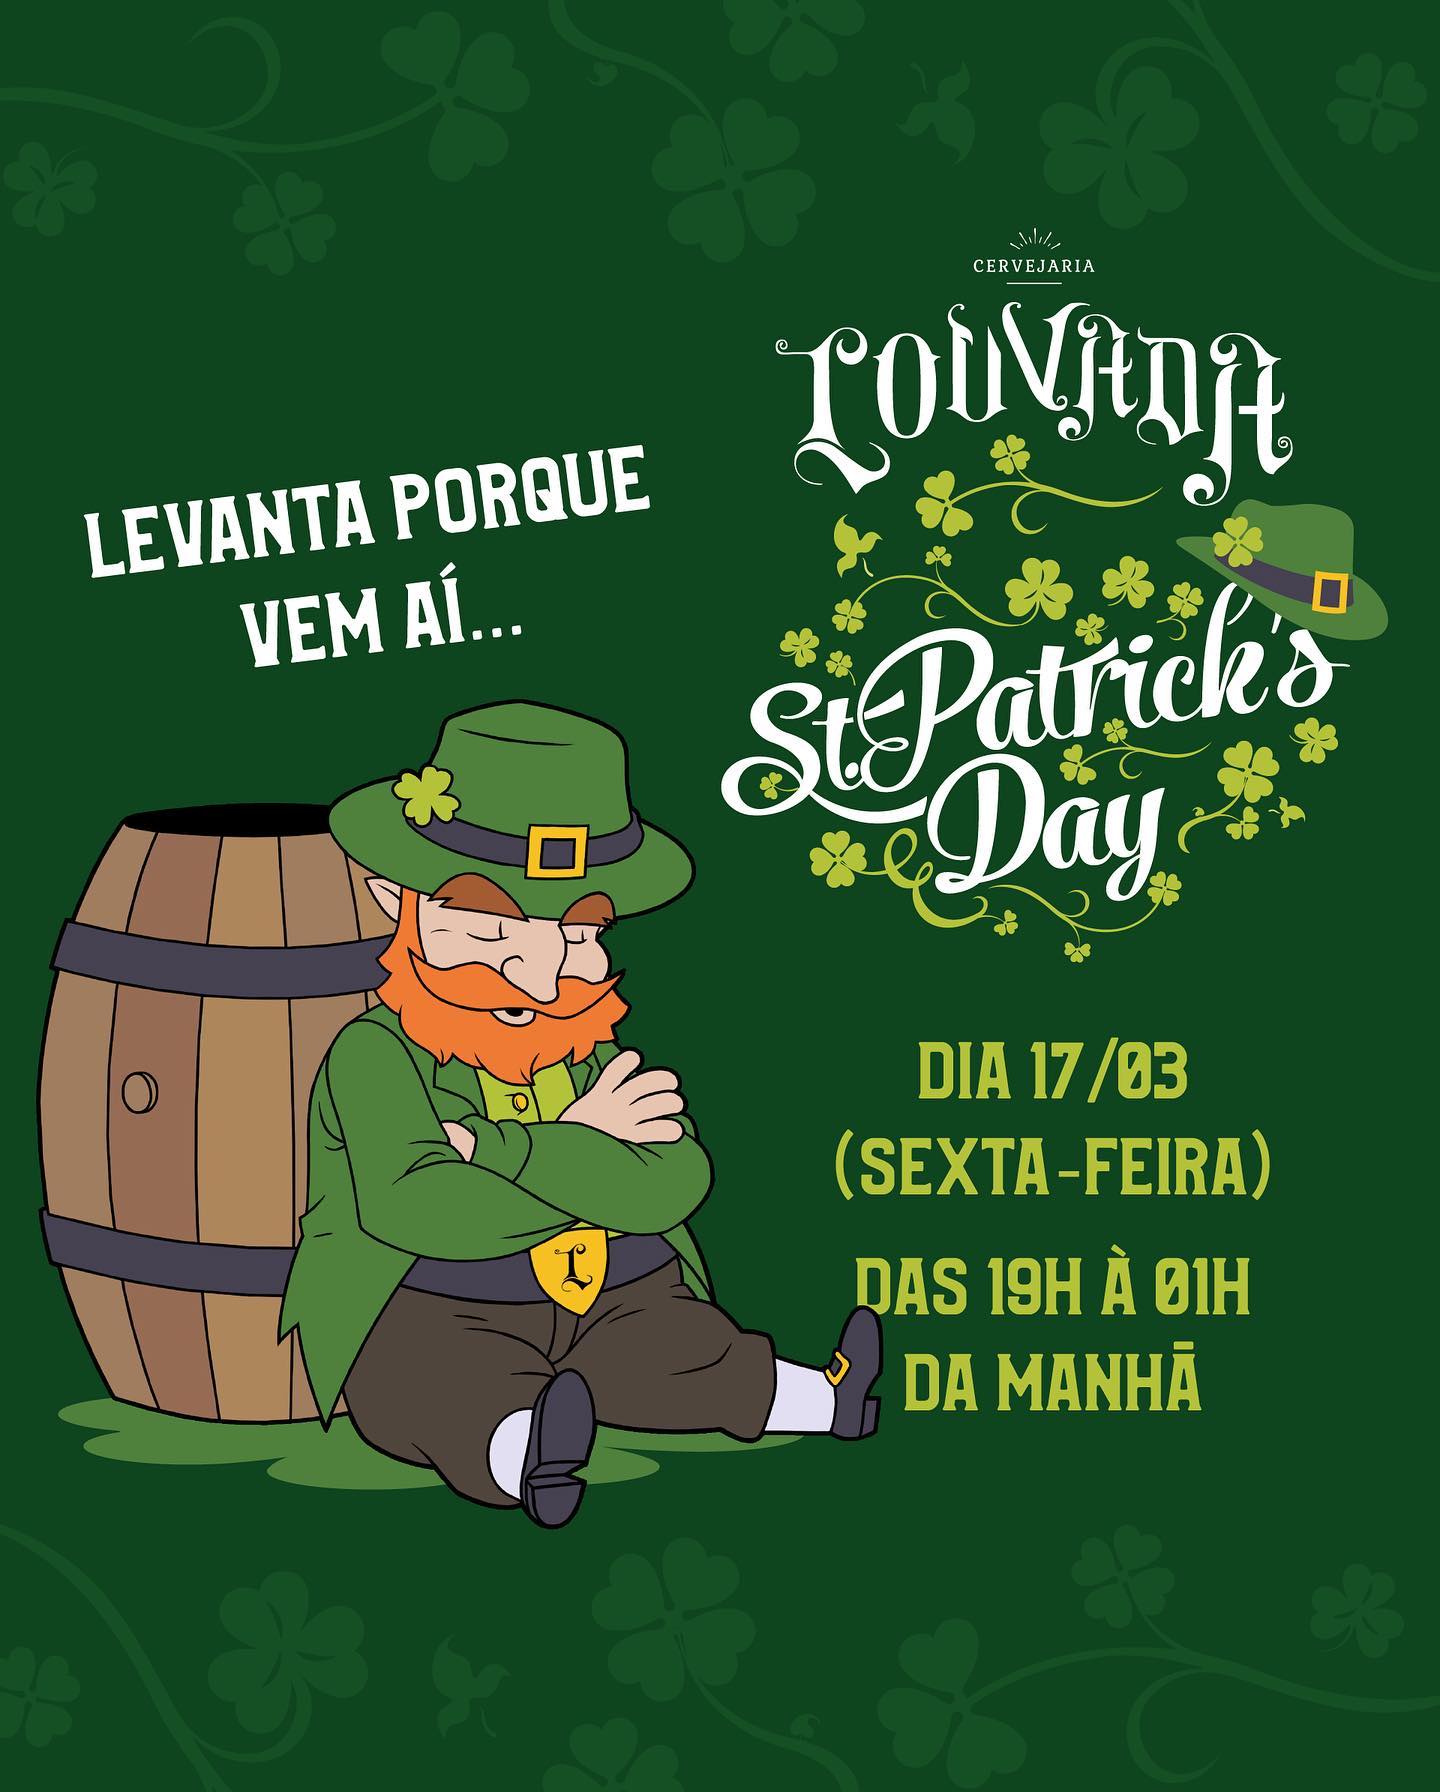 LEVANTA PORQUE
VEM AÍ...
CERVEJARIA
LOUVADA
St. Patrick's
Day
DIA 17/03
(SEXTA-FEIRA)
DAS 19H À 01H
DA MANHÃ
L